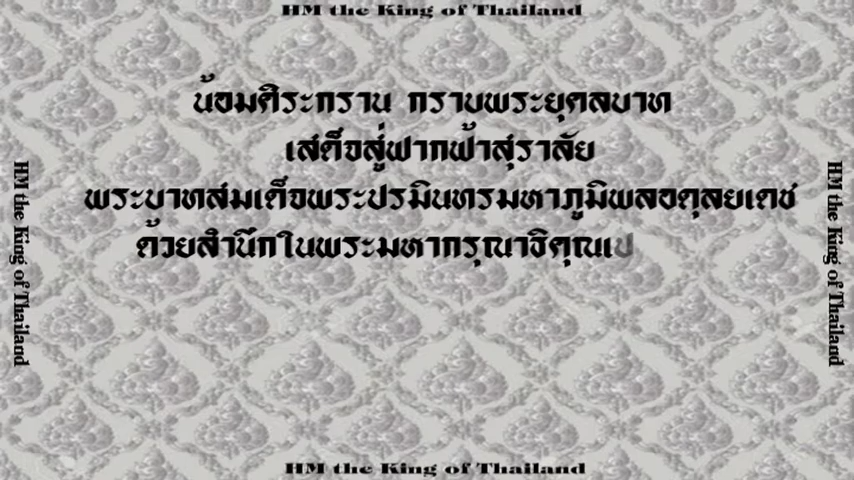 HM the King of Thailand
น้อมศิระกราน กราบพระยุคลบาท
เสด็จสู่ฟากฟ้าสุราลัย
พระบาทสมเด็จพระปรมินทรมหาภูมิพลอดุลยเดช
ด้วยสำนึกในพระมหากรุณาธิคุณเป
HM the King of Thailand
HM the King of Thailand
HM the King of Thailand